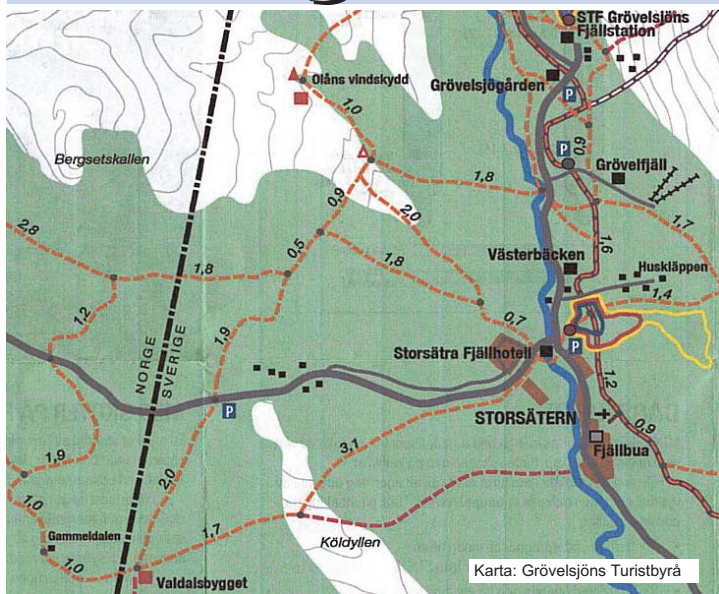 STF Grövelsjöns
Fjällstation
Olåns vindskydd
Grövelsjögården
P
1,0
Bergsetskallen
P
0,9
Grövelfjäll
1,8
0,9
2,0
1,7
2,8
0,5
1,6
1,8
1,8
Västerbäcken
Huskläppen
1,2
1,4
0,7
1,9
NORGE
SVERIGE
Storsätra Fjällhotell
P
1,2
P
STORSÄTERN
0,9
3,1
Fjällbua
1,9
2,0
1,0
1,7
Gammeldalen
Köldyllen
1,0
Valdalsbygget
Karta: Grövelsjöns Turistbyrå